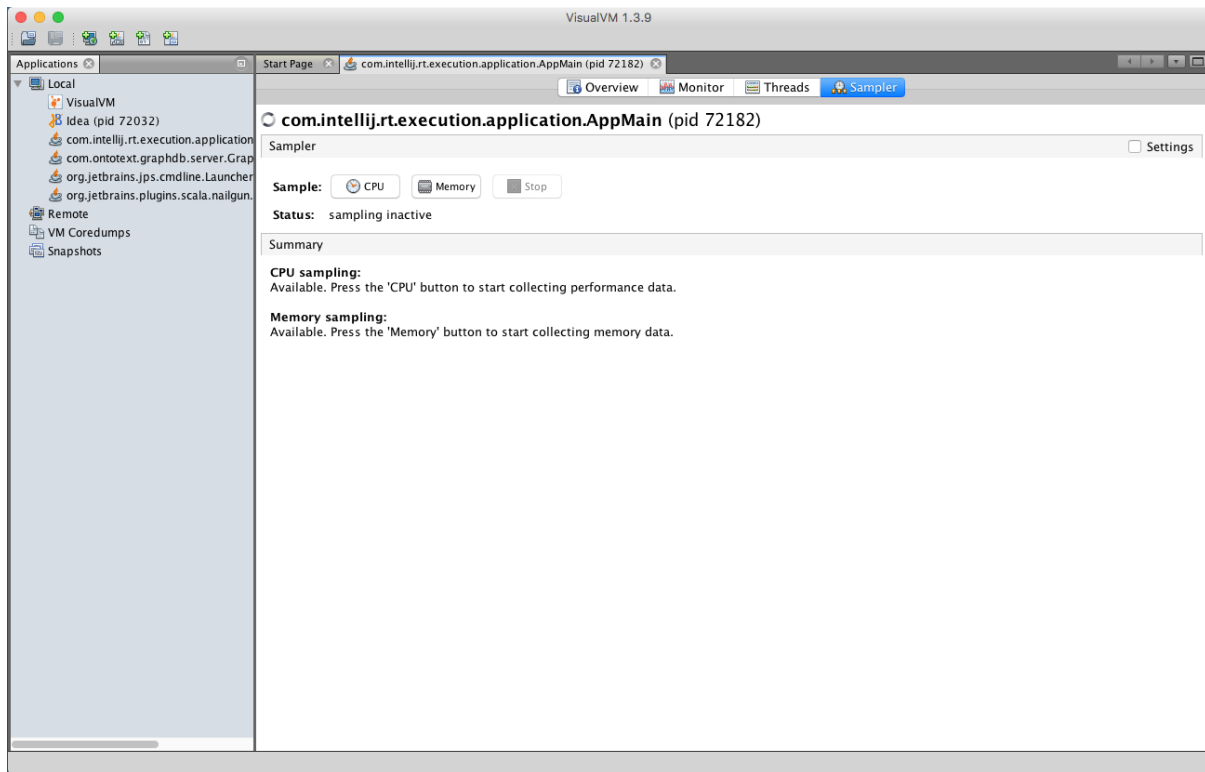 VisualVM 1.3.9
Applications
Start Page com.intellij.rt.execution.application.AppMain (pid 72182)
Local
VisualVM
Idea (pid 72032)
com.intellij.rt.execution.application
com.ontotext.graphdb.server.Grap
org.jetbrains.jps.cmdline.Launcher
org.jetbrains.plugins.scala.nailgun.
Remote
VM Coredumps
Snapshots
Overview Monitor Threads Sampler
com.intellij.rt.execution.application.AppMain (pid 72182)
Sampler Settings
Sample: CPU Memory Stop
Status: sampling inactive
Summary
CPU sampling:
Available. Press the 'CPU' button to start collecting performance data.
Memory sampling:
Available. Press the 'Memory' button to start collecting memory data.